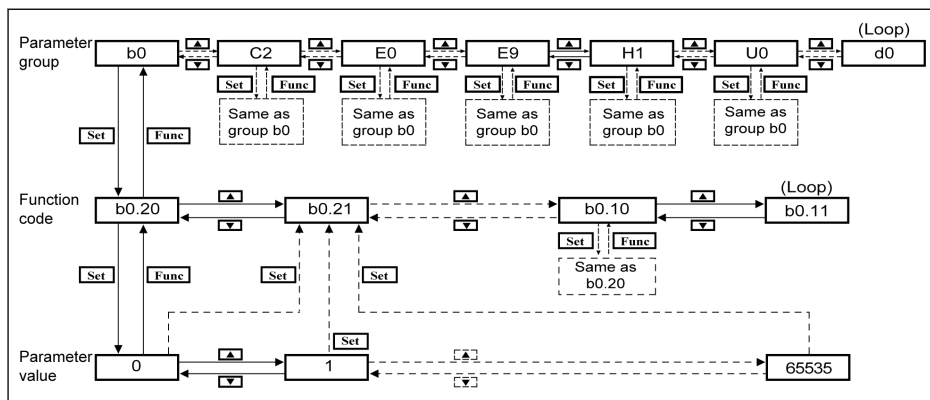 (Loop)
Parameter
group
b0
▲
▼
C2
▲
▼
E0
▲
▼
E9
▲
▼
H1
▲
▼
U0
▲
▼
d0
Set Func
Set Func
Set Func
Set Func
Set Func
Same as
group b0
Same as
group b0
Same as
group b0
Same as
group b0
Same as
group b0
Set Func
Function
code
(Loop)
b0.20
▲
▼
b0.21
▲
▼
b0.10
▲
▼
b0.11
Set Func
Same as
b0.20
Set Func
Set
Set
Set
Parameter
value
0
▲
▼
1
▲
▼
65535